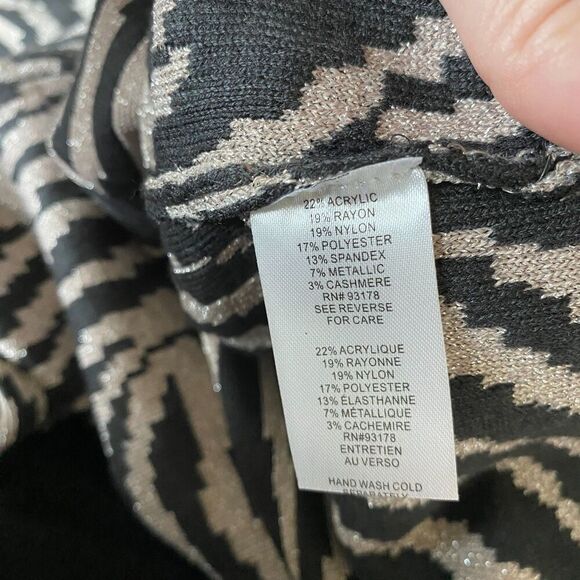 22% ACRYLIC
19% RAYON
19% NYLON
17% POLYESTER
13% SPANDEX
7% METALLIC
3% CASHMERE
RN# 93178
SEE REVERSE
FOR CARE
22% ACRYLIQUE
19% RAYONNE
19% NYLON
17% POLYESTER
13% ÉLASTHANNE
7% MÉTALLIQUE
3% CACHEMIRE
RN#93178
ENTRETIEN
AU VERSO
HAND WASH COLD
SEPARATELY